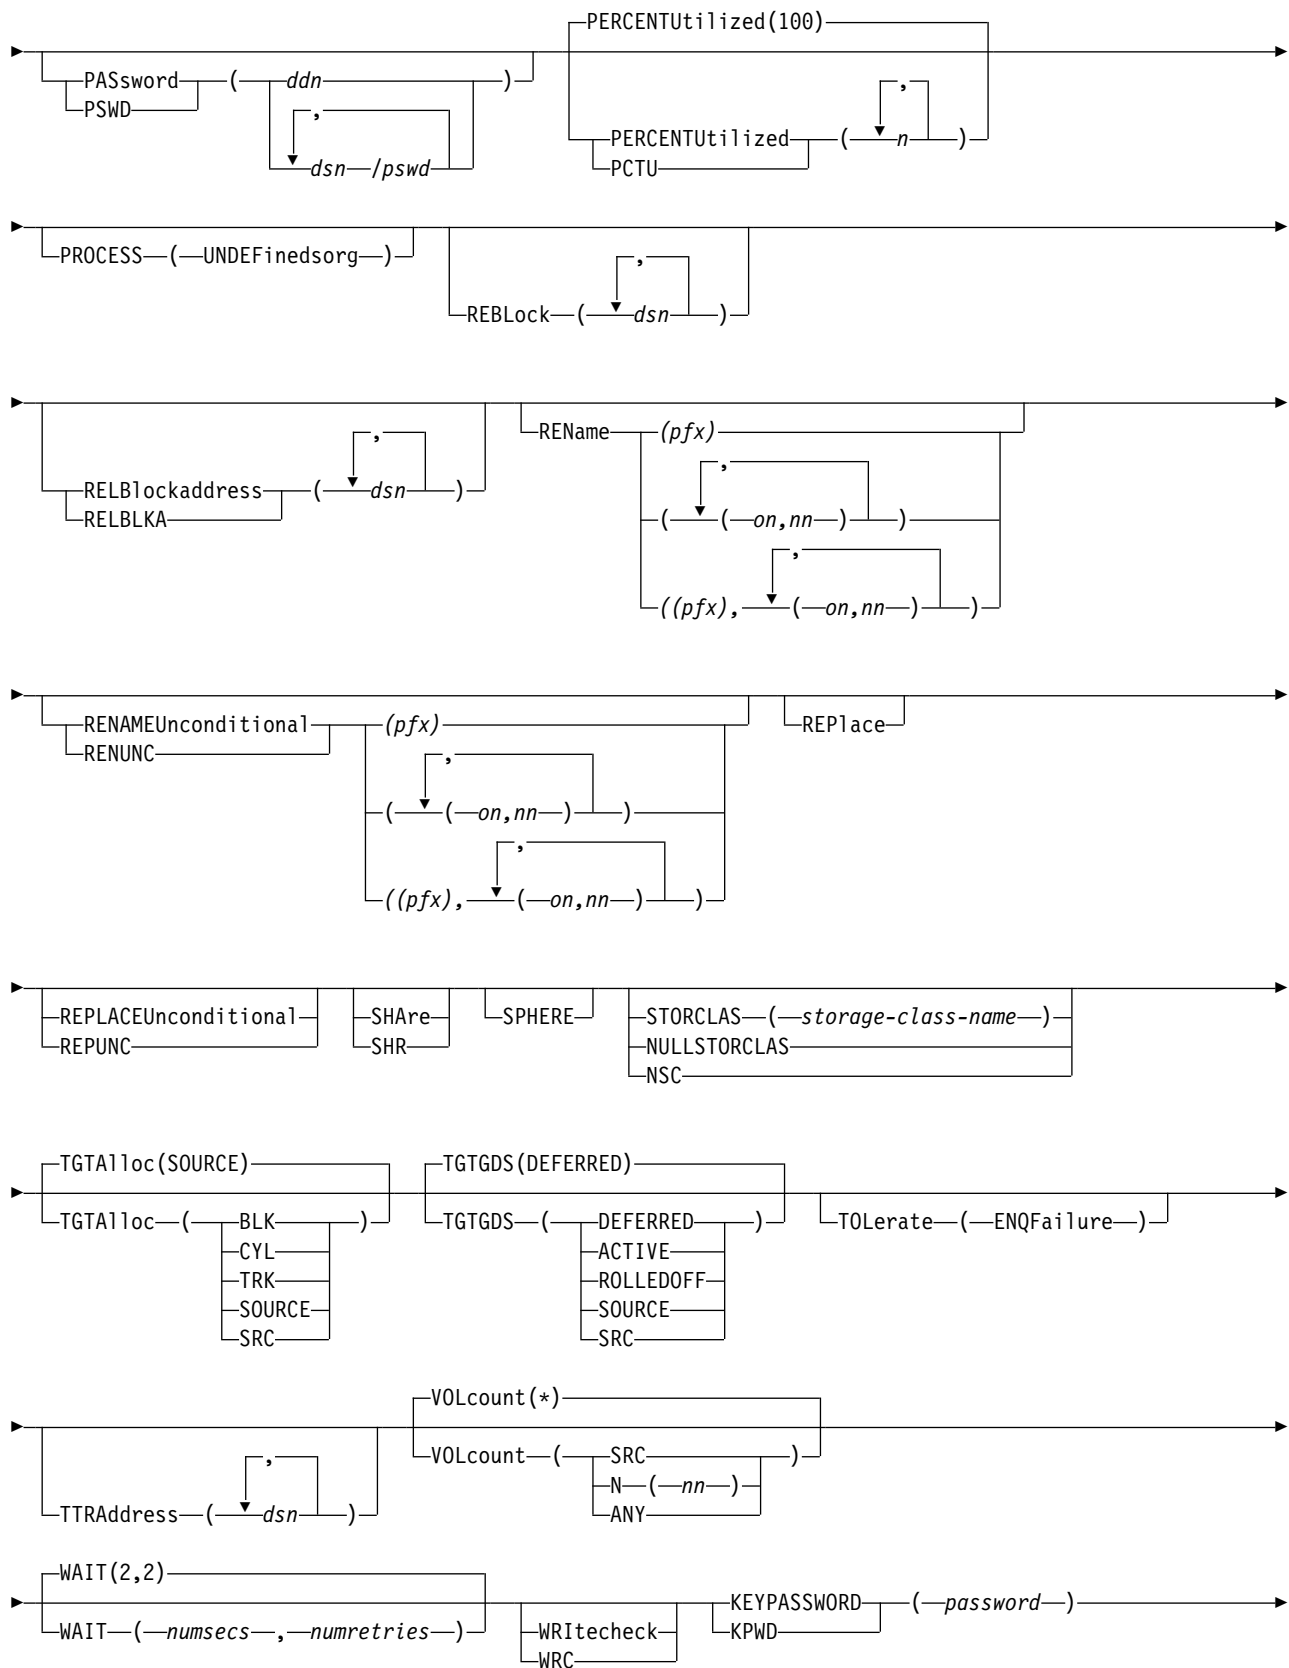 PERCENTUtilized(100)
PASword ( ddn )
PSWD ,
dsn /pswd
,
PERCENTUtilized ( n )
PCTU
PROCESS ( UNDEFinedsorg )
,
REBLock ( dsn )
REName (pfx)
,
RELBlockaddress ( dsn )
RELBLKA
,
( (on,nn) )
,
((pfx), (on,nn) )
RENAMEUnconditional (pfx)
RENUNC
,
( (on,nn) )
,
((pfx), (on,nn) )
REPlace
REPLACEUnconditional
REPUNC
SHAre
SHR
SPHERE
STORCLAS ( storage-class-name )
NULLSTORCLAS
NSC
TGTAlloc(SOURCE)
TGTAlloc ( BLK )
CYL
TRK
SOURCE
SRC
TGTGDS(DEFERRED)
TGTGDS ( DEFERRED )
ACTIVE
ROLLEDOFF
SOURCE
SRC
TOLerate ( ENQFailure )
,
TTRAddress ( dsn )
VOLcount(*)
VOLcount ( SRC )
N ( nn )
ANY
WAIT(2,2)
WAIT ( numsecs , numretries )
WRItecheck
WRC
KEYPASSWORD ( password )
KPWD